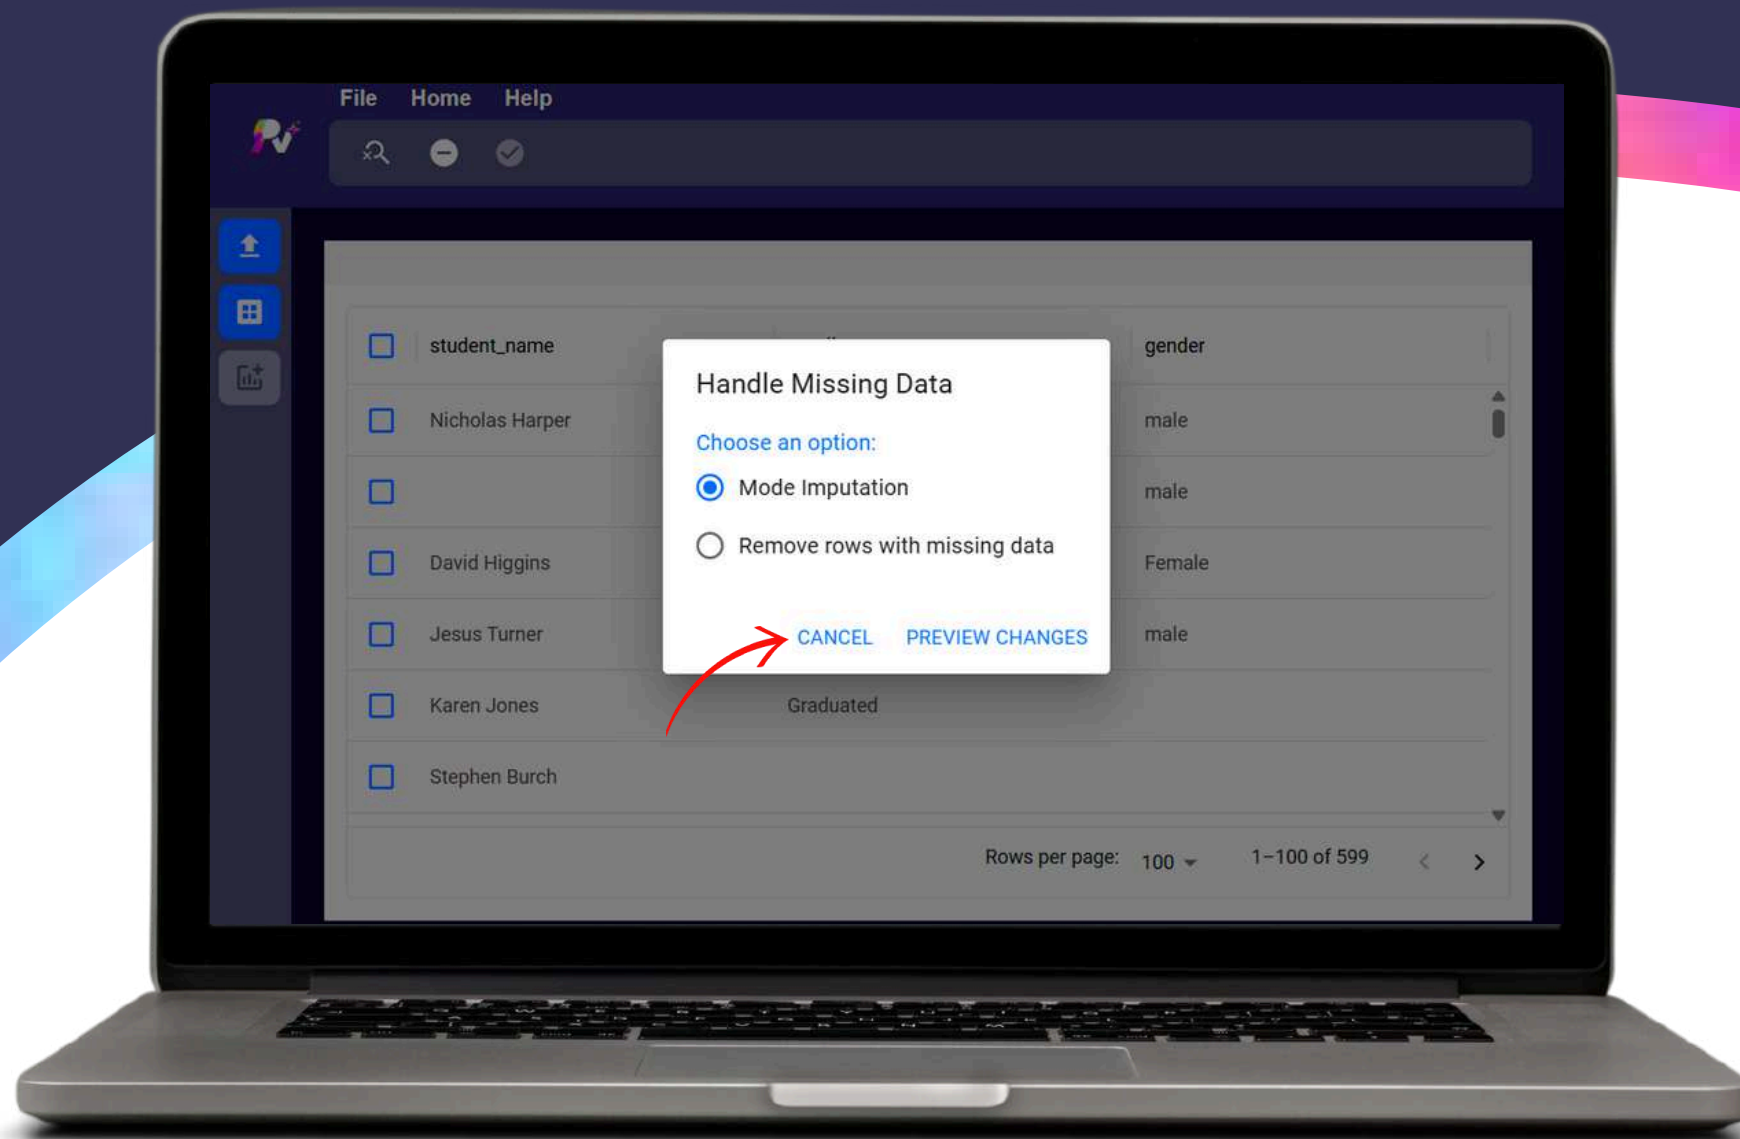 File Home Help
student_name gender
Nicholas Harper male
male
David Higgins Female
Jesus Turner male
Karen Jones Graduated
Stephen Burch
Handle Missing Data
Choose an option:
Mode Imputation
Remove rows with missing data
CANCEL PREVIEW CHANGES
Rows per page: 100 1–100 of 599